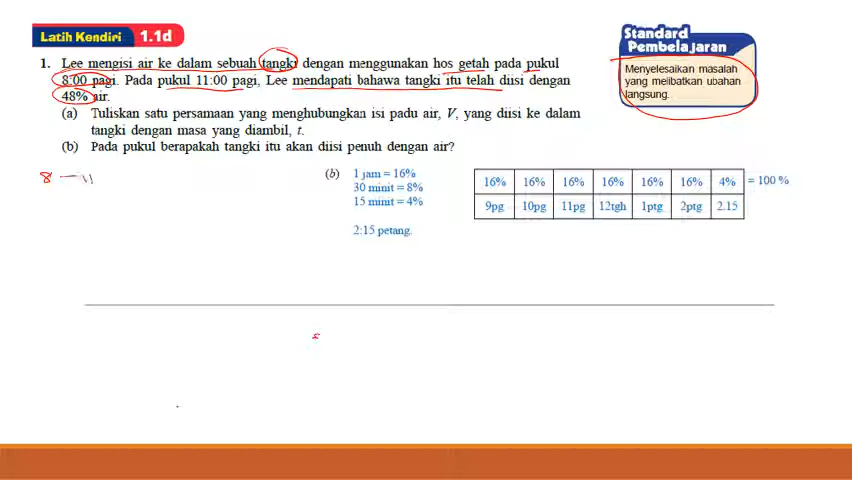 Latih Kendiri 1.1d
1. Lee mengisi air ke dalam sebuah tangki dengan menggunakan hos getah pada pukul
8:00 pagi. Pada pukul 11:00 pagi, Lee mendapati bahawa tangki itu telah diisi dengan
48% air.
(a) Tuliskan satu persamaan yang menghubungkan isi padu air, V, yang diisi ke dalam
tangki dengan masa yang diambil, t.
(b) Pada pukul berapakah tangki itu akan diisi penuh dengan air?
Standard
Pembelajaran
Menyelesaikan masalah
yang melibatkan ubahan
langsung.
8 – 11
(b) 1 jam = 16%
30 minit = 8%
15 minit = 4%
2:15 petang.
16% 16% 16% 16% 16% 16% 4% = 100 %
9pg 10pg 11pg 12tgh 1ptg 2ptg 2.15